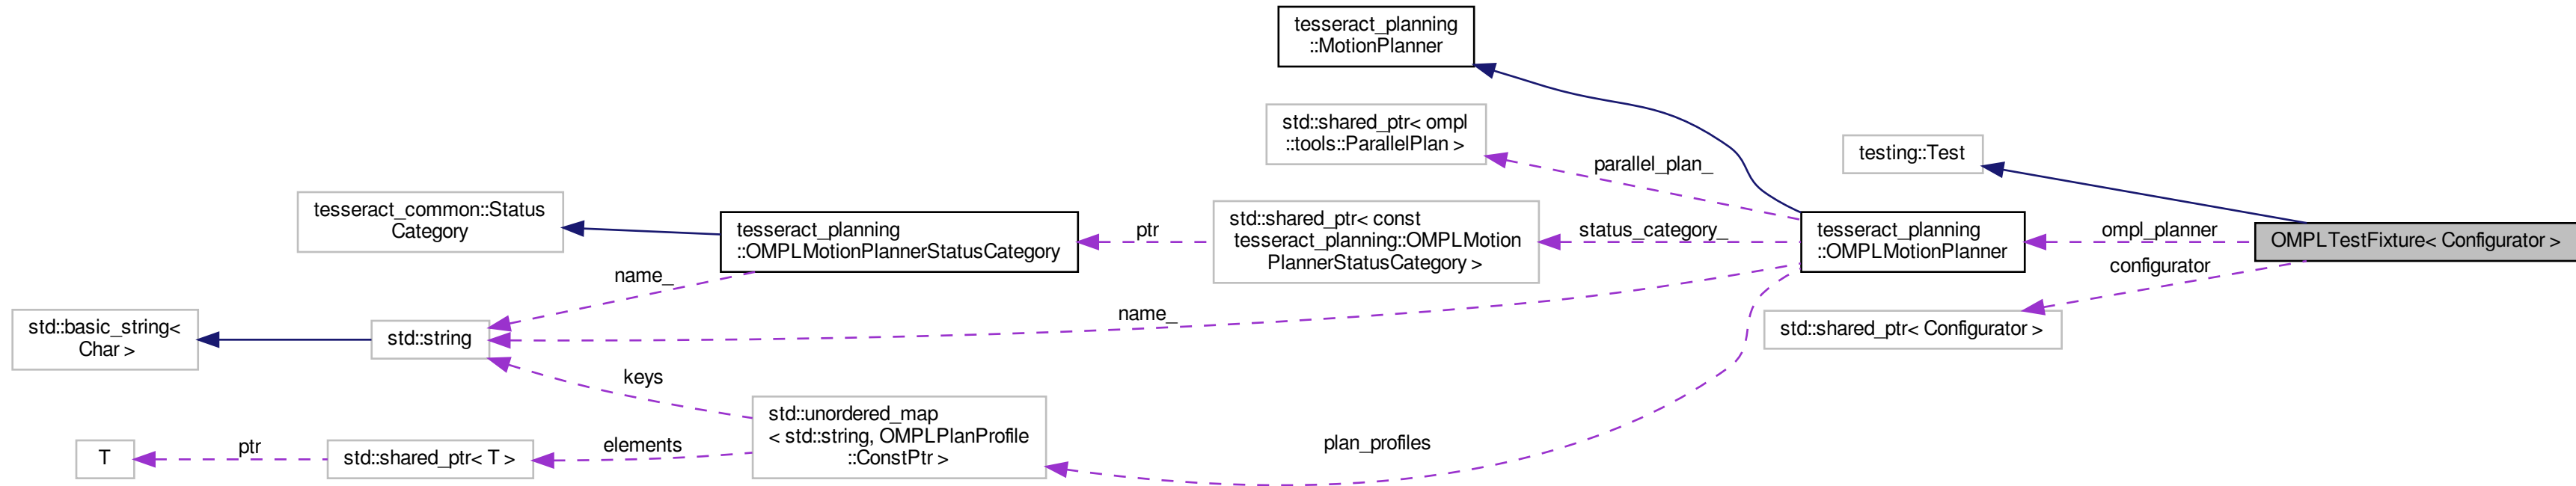 tesseract_planning
::MotionPlanner
std::shared_ptr< ompl
::tools::ParallelPlan >
parallel_plan_
testing::Test
tesseract_common::Status
Category
tesseract_planning
::OMPLMotionPlannerStatusCategory
ptr
std::shared_ptr< const
tesseract_planning::OMPLMotion
PlannerStatusCategory >
status_category_
tesseract_planning
::OMPLMotionPlanner
ompl_planner
OMPLTestFixture< Configurator >
configurator
name_
std::basic_string<
Char >
std::string
name_
std::shared_ptr< Configurator >
keys
std::unordered_map
< std::string, OMPLPlanProfile
::ConstPtr >
plan_profiles
T
ptr
std::shared_ptr< T >
elements